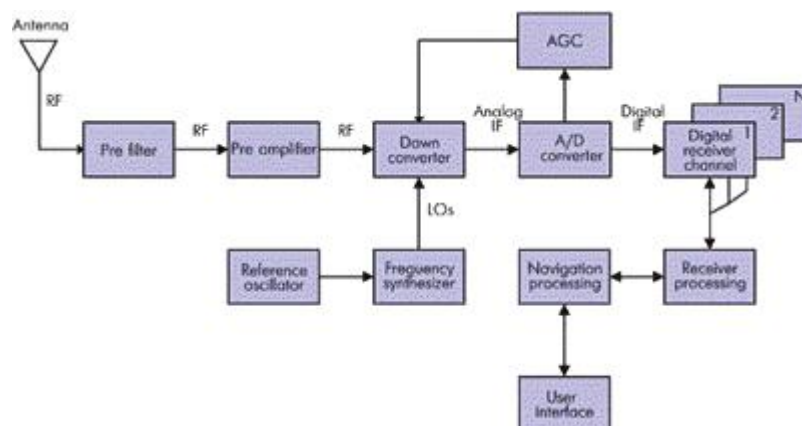 Antenna
RF
Pre filter
RF
Pre amplifier
RF
Down
converter
Analog
IF
AGC
A/D
converter
Digital
IF
Digital
receiver
channel
1
2
N
LOs
Reference
oscillator
Freguency
synthesizer
Navigation
processing
Receiver
processing
User
Interface